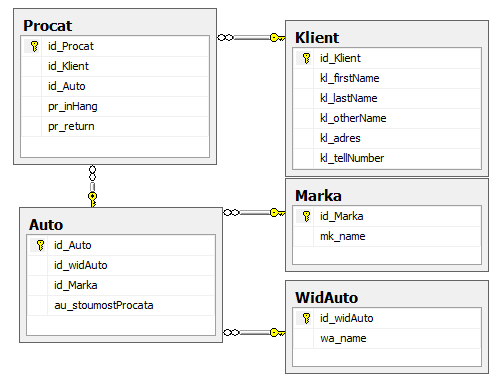 Procat
id_Procat
id_Klient
id_Auto
pr_inHang
pr_return
Klient
id_Klient
kl_firstName
kl_lastName
kl_otherName
kl_adres
kl_tellNumber
Auto
id_Auto
id_widAuto
id_Marka
au_stoumostProcata
Marka
id_Marka
mk_name
WidAuto
id_widAuto
wa_name